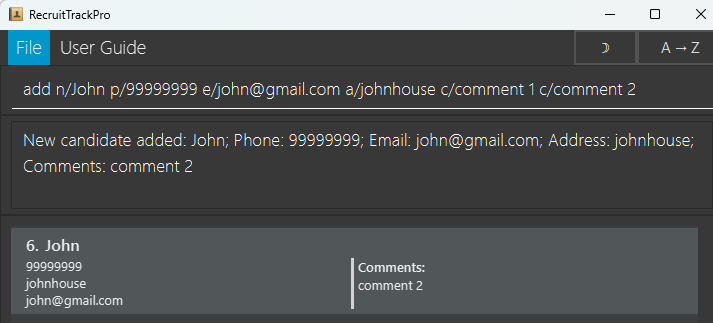 RecruitTrackPro
File User Guide A → Z
add n/John p/99999999 e/john@gmail.com a/johnhouse c/comment 1 c/comment 2
New candidate added: John; Phone: 99999999; Email: john@gmail.com; Address: johnhouse;
Comments: comment 2
6. John
99999999
johnhouse
john@gmail.com
Comments:
comment 2